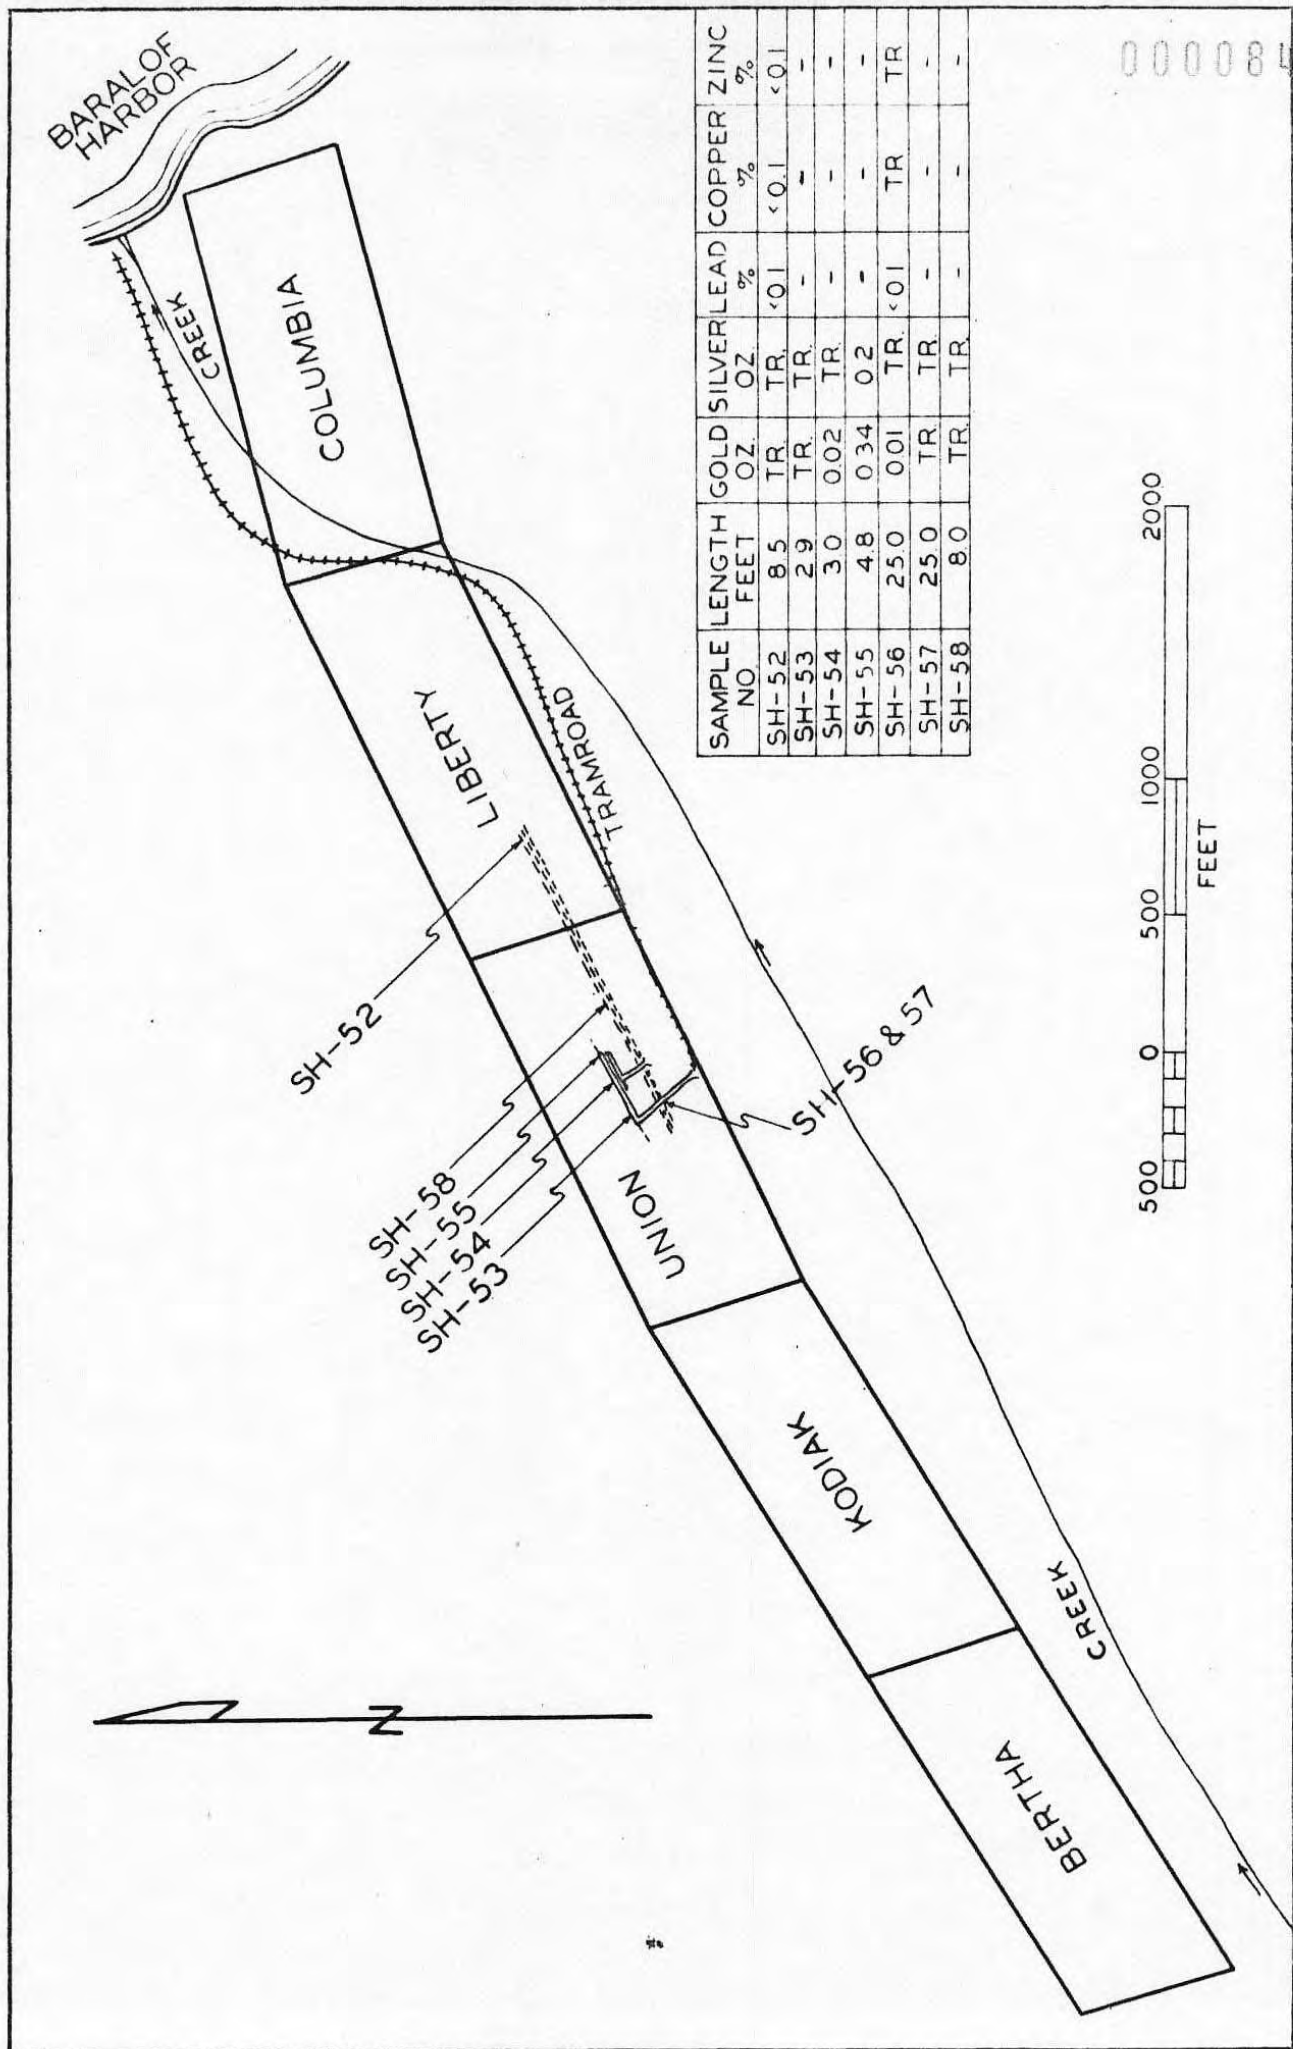 BARALOF
HARBOR
CREEK
COLUMBIA
LIBERTY
TRAMROAD
SH-52
SH-58
SH-55
SH-54
SH-53
SH-56 & 57
UNION
KODIAK
BERTHA
CREEK
N
SAMPLE LENGTH GOLD SILVER LEAD COPPER ZINC
NO FEET OZ. OZ. % % %
SH-52 8.5 TR. TR. <0.1 <0.1 <0.1
SH-53 2.9 TR. TR. - - -
SH-54 3.0 0.02 TR. - - -
SH-55 4.8 0.34 0.2 - - -
SH-56 25.0 0.01 TR. <0.1 TR TR
SH-57 25.0 TR. TR. - - -
SH-58 8.0 TR. TR. - - -
500 0 500 1000 2000
FEET
000084